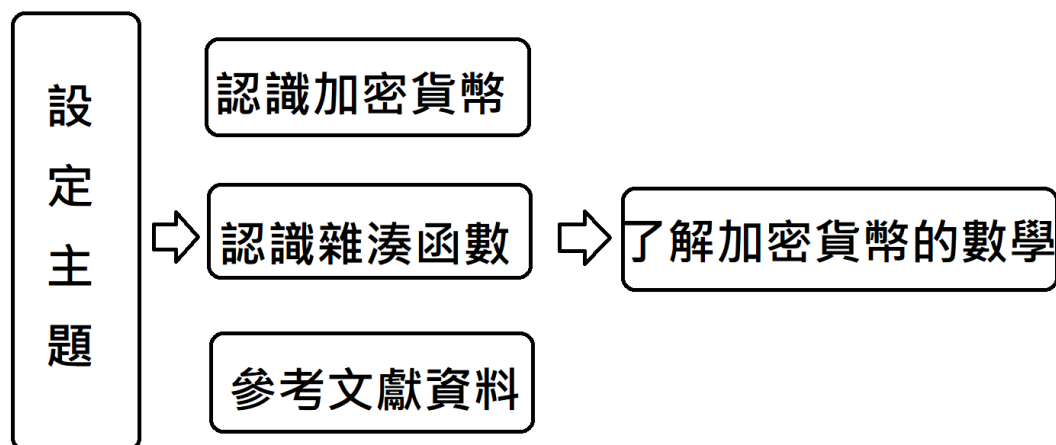 設定主題
認識加密貨幣
認識雜湊函數
參考文獻資料
了解加密貨幣的數學